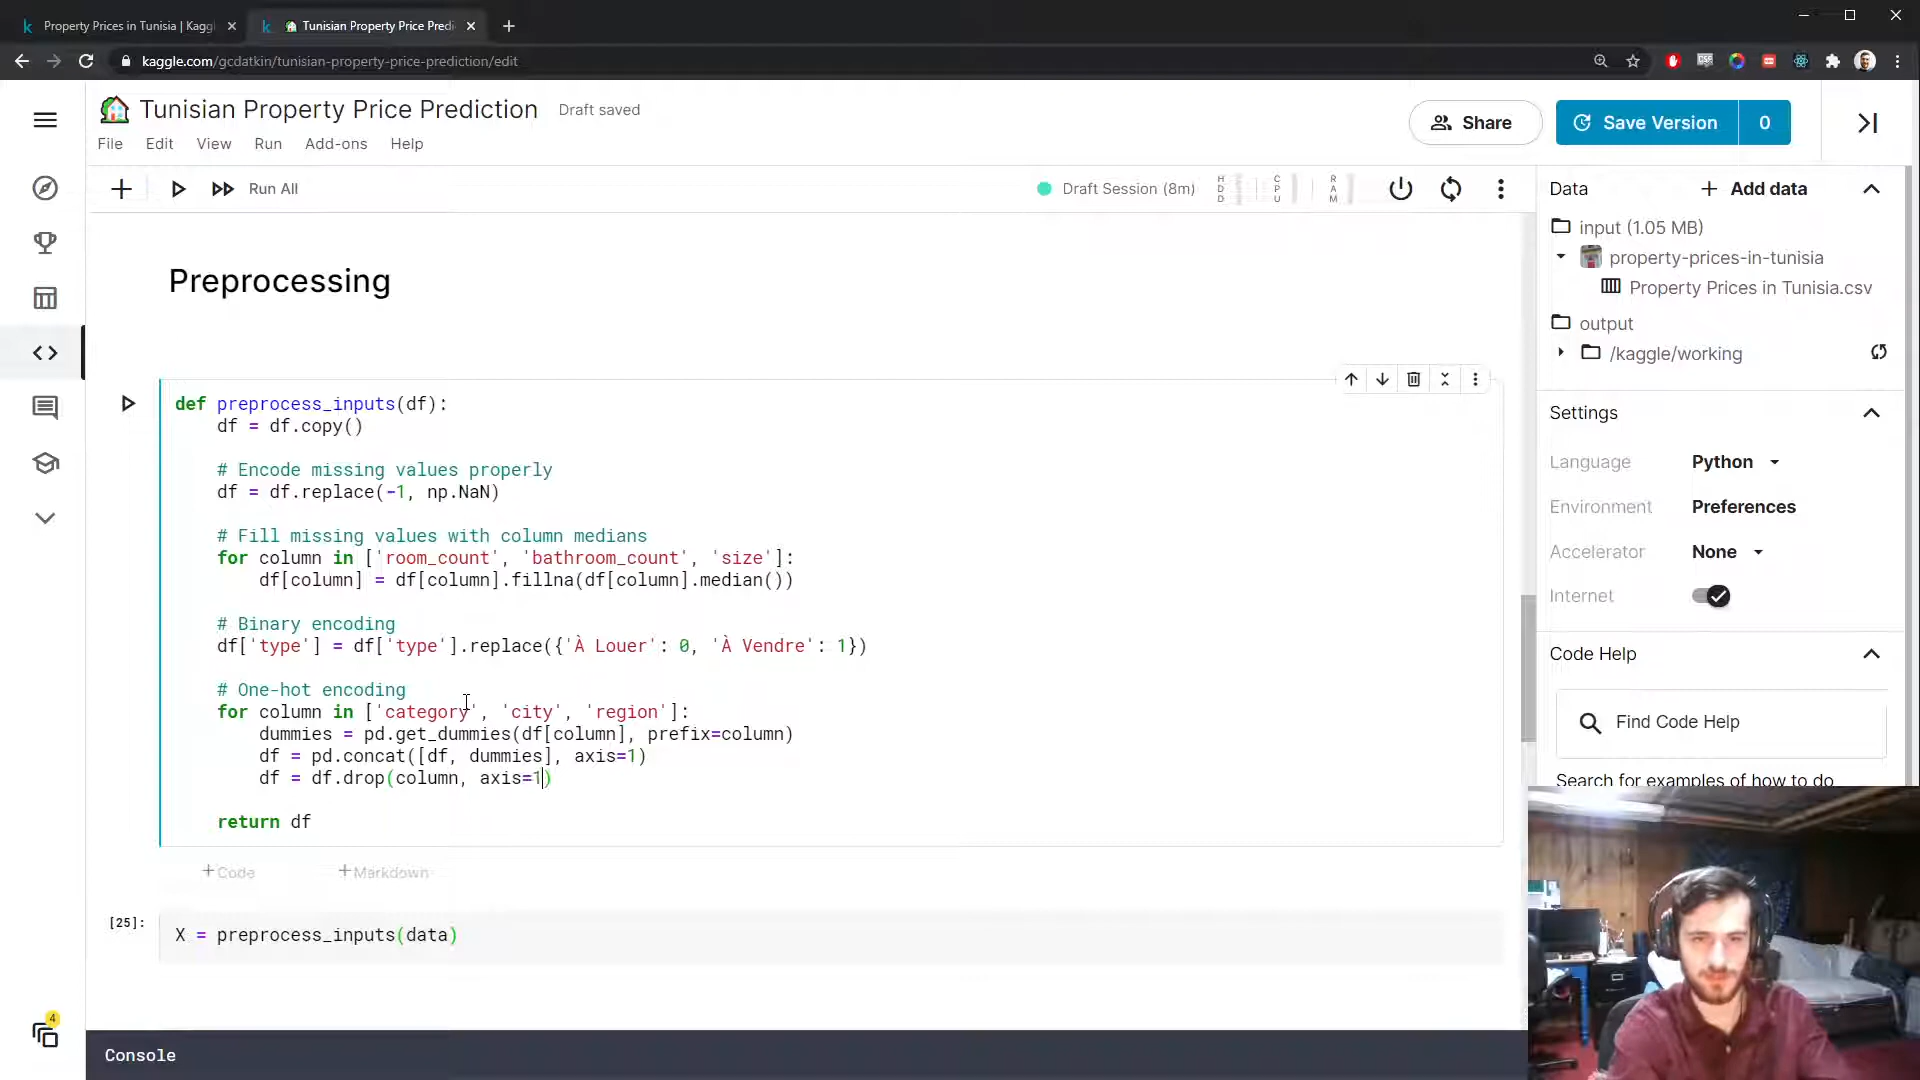 Property Prices in Tunisia | Kaggl
Tunisian Property Price Predi
kaggle.com/gcdatkin/tunisian-property-price-prediction/edit
Tunisian Property Price Prediction
Draft saved
Share
Save Version
0
File
Edit
View
Run
Add-ons
Help
Run All
Draft Session (8m)
HDD
CPU
RAM
Data
Add data
input (1.05 MB)
property-prices-in-tunisia
Property Prices in Tunisia.csv
output
/kaggle/working
Settings
Language
Python
Environment
Preferences
Accelerator
None
Internet
Code Help
Find Code Help
Search for examples of how to do
Preprocessing
def preprocess_inputs(df):
df = df.copy()
# Encode missing values properly
df = df.replace(-1, np.NaN)
# Fill missing values with column medians
for column in ['room_count', 'bathroom_count', 'size']:
df[column] = df[column].fillna(df[column].median())
# Binary encoding
df['type'] = df['type'].replace({'À Louer': 0, 'À Vendre': 1})
# One-hot encoding
for column in ['category', 'city', 'region']:
dummies = pd.get_dummies(df[column], prefix=column)
df = pd.concat([df, dummies], axis=1)
df = df.drop(column, axis=1)
return df
+Code
+Markdown
[25]:
X = preprocess_inputs(data)
4
Console